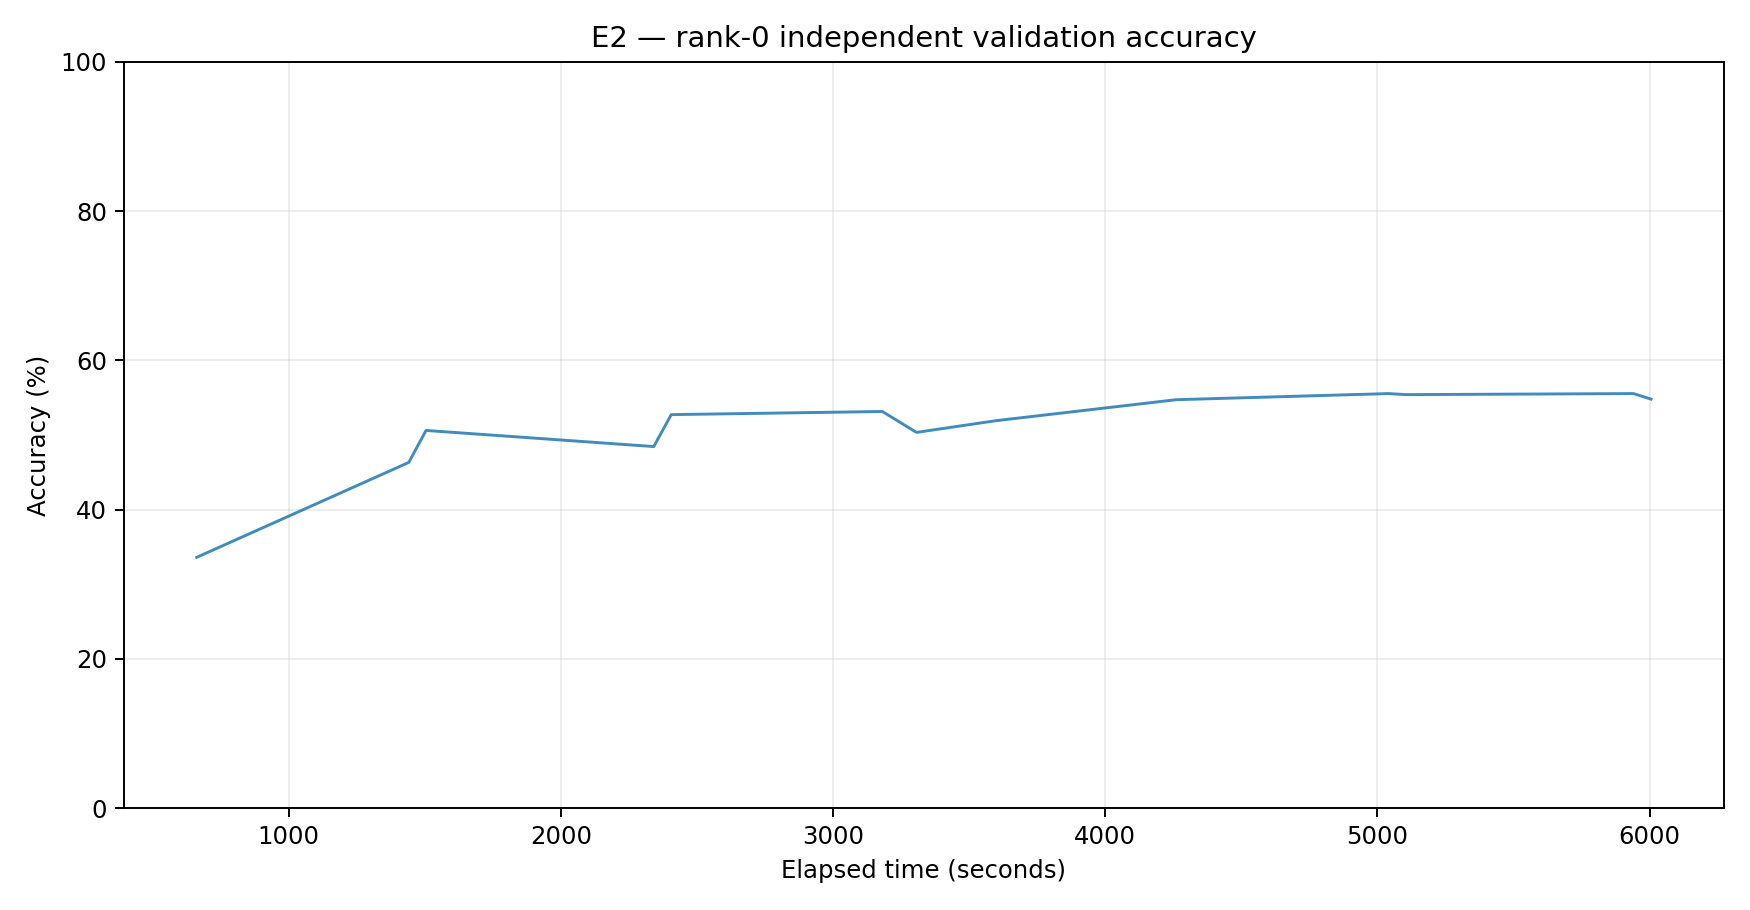 E2 — rank-0 independent validation accuracy
100
80
60
40
20
0
Accuracy (%)
1000 2000 3000 4000 5000 6000
Elapsed time (seconds)